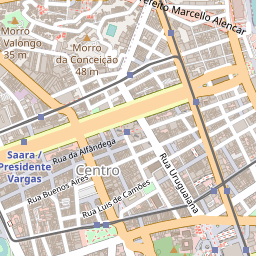 refeito Marcello Alencar
Morro
Valongo
35 m
Morro
da Conceição
48 m
Saara /
Presidente
Vargas
Rua da Alfândega
Centro
Rua Buenos Aires
Rua Luís de Camões
Rua Uruguaiana